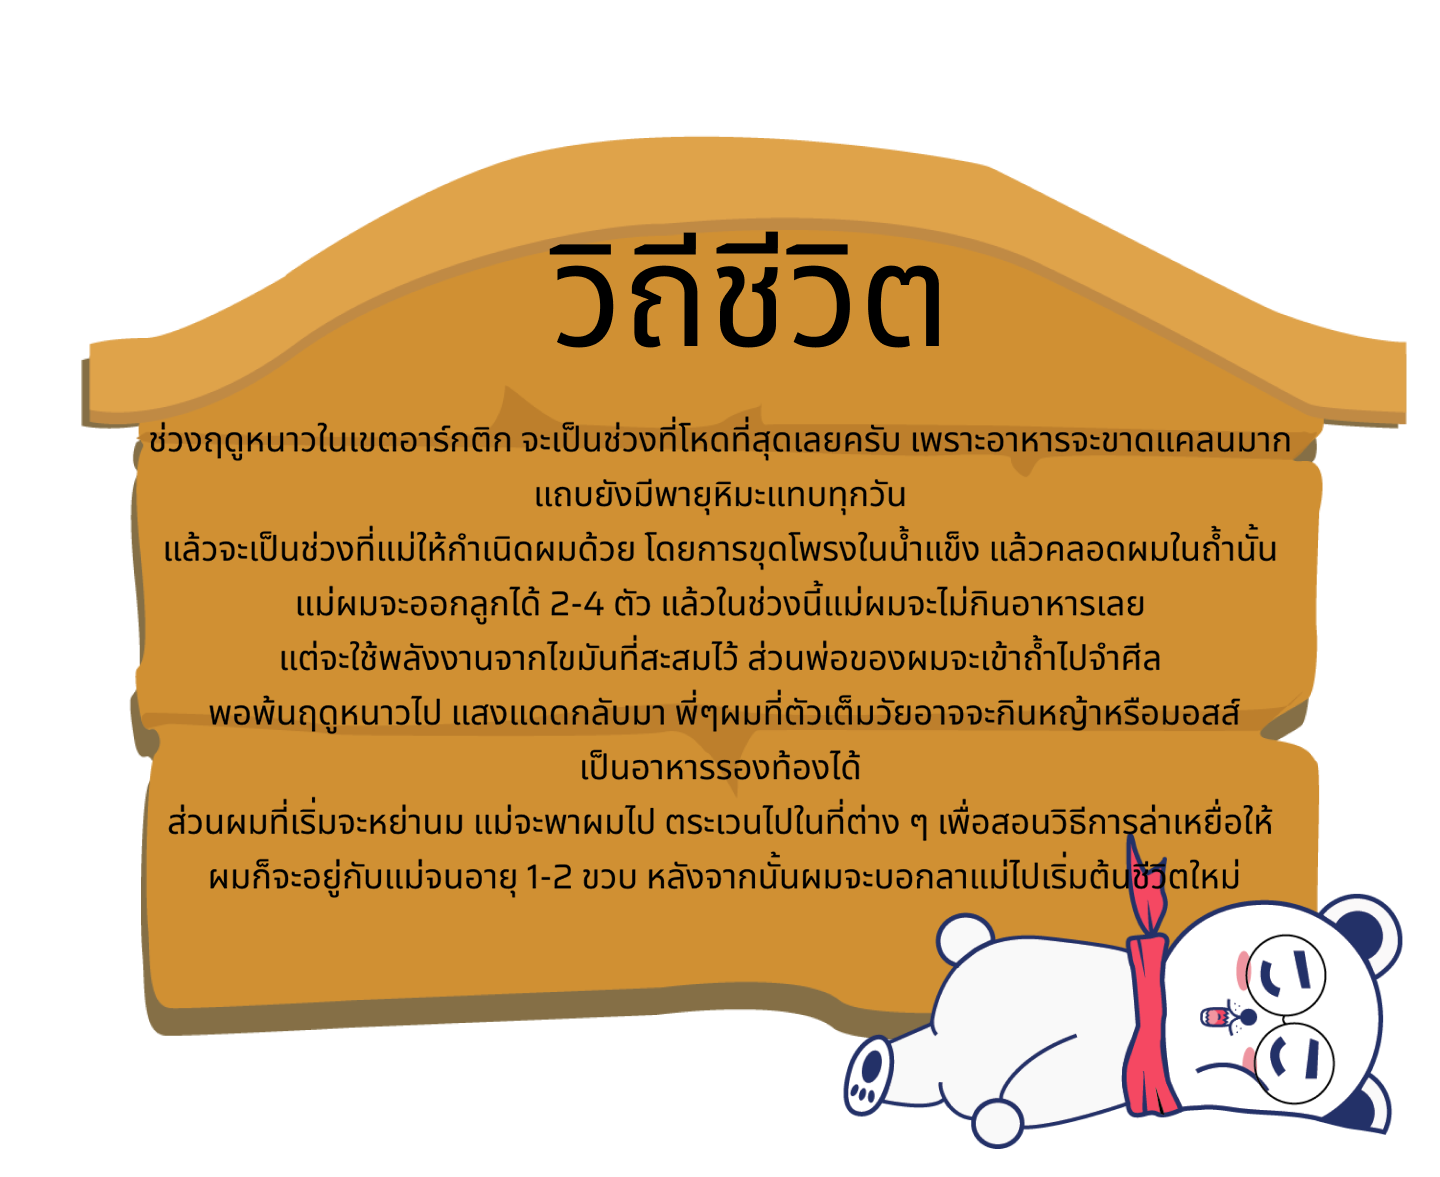 วิถีชีวิต
ช่วงฤดูหนาวในเขตอาร์กติก จะเป็นช่วงที่โหดที่สุดเลยครับ เพราะอาหารจะขาดแคลนมาก
แถบยังมีพายุหิมะแทบทุกวัน
แล้วจะเป็นช่วงที่แม่ให้กำเนิดผมด้วย โดยการขุดโพรงในน้ำแข็ง แล้วคลอดผมในถ้ำนั้น
แม่ผมจะออกลูกได้ 2-4 ตัว แล้วในช่วงนี้แม่ผมจะไม่กินอาหารเลย
แต่จะใช้พลังงานจากไขมันที่สะสมไว้ ส่วนพ่อของผมจะเข้าถ้ำไปจำศีล
พอพ้นฤดูหนาวไป แสงแดดกลับมา พี่ๆผมที่ตัวเต็มวัยอาจจะกินหญ้าหรือมอสส์
เป็นอาหารรองท้องได้
ส่วนผมที่เริ่มจะหย่านม แม่จะพาผมไป ตระเวนไปในที่ต่าง ๆ เพื่อสอนวิธีการล่าเหยื่อให้
ผมก็จะอยู่กับแม่จนอายุ 1-2 ขวบ หลังจากนั้นผมจะบอกลาแม่ไปเริ่มต้นชีวิตใหม่